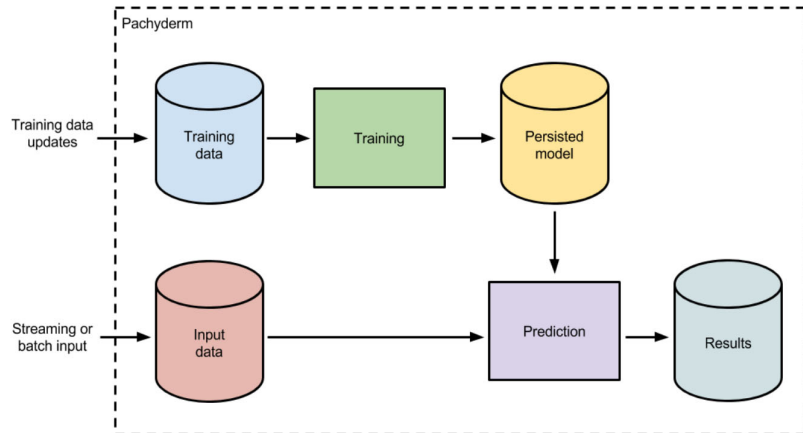 Pachyderm
Training data
updates
Training
data
Training
Persisted
model
Streaming or
batch input
Input
data
Prediction
Results